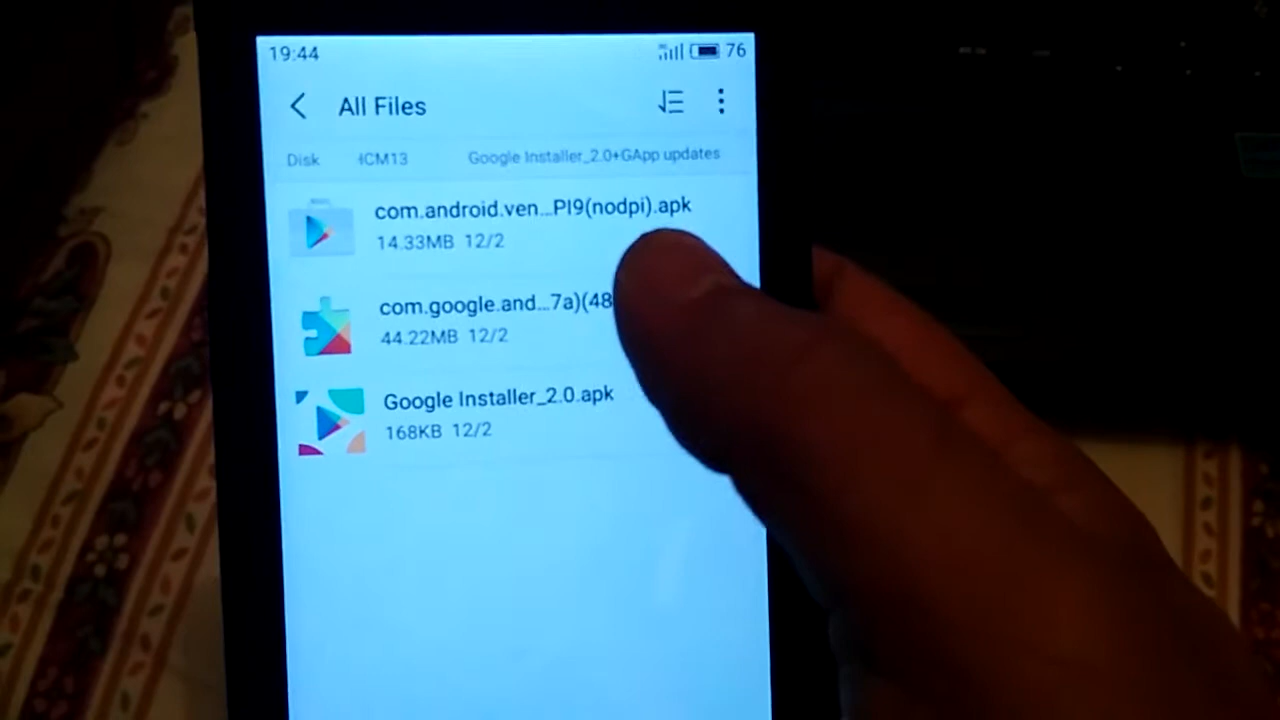 19:44 76
All Files
Disk CM13 Google Installer_2.0+GApp updates
com.android.ven...PI9(nodpi).apk
14.33MB 12/2
com.google.and...7a)(48
44.22MB 12/2
Google Installer_2.0.apk
168KB 12/2